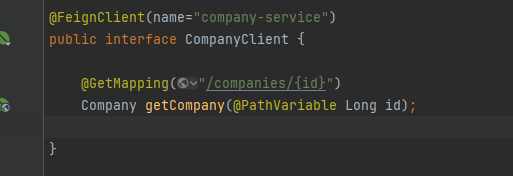 @FeignClient(name="company-service")
public interface CompanyClient {
@GetMapping("/companies/{id}")
Company getCompany(@PathVariable Long id);
}